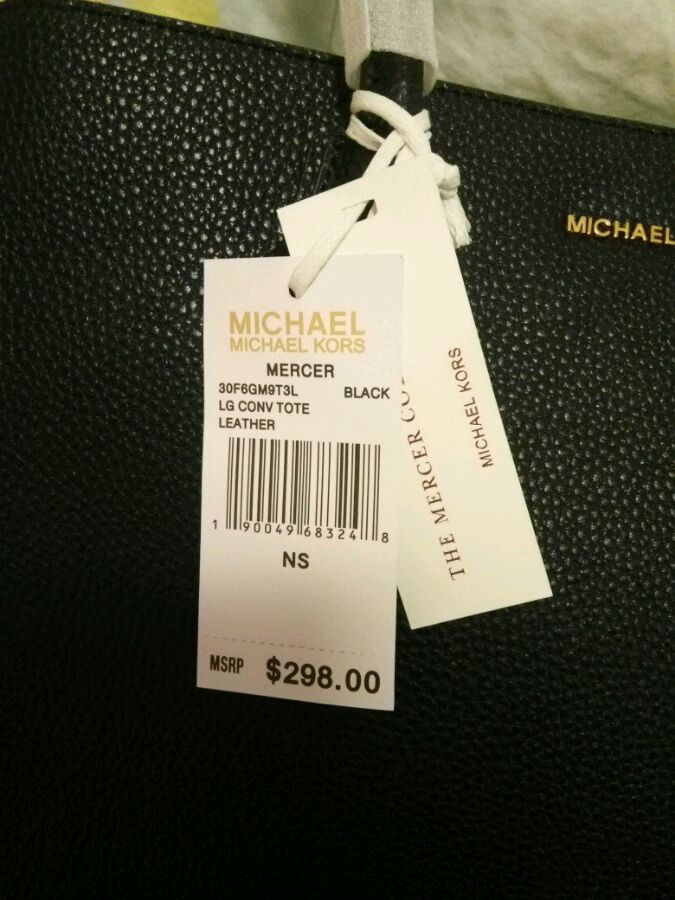 MICHAEL
MICHAEL
MICHAEL KORS
MERCER
30F6GM9T3L BLACK
LG CONV TOTE
LEATHER
1 90049 68324 8
NS
MSRP $298.00
THE MERCER
MICHAEL KORS